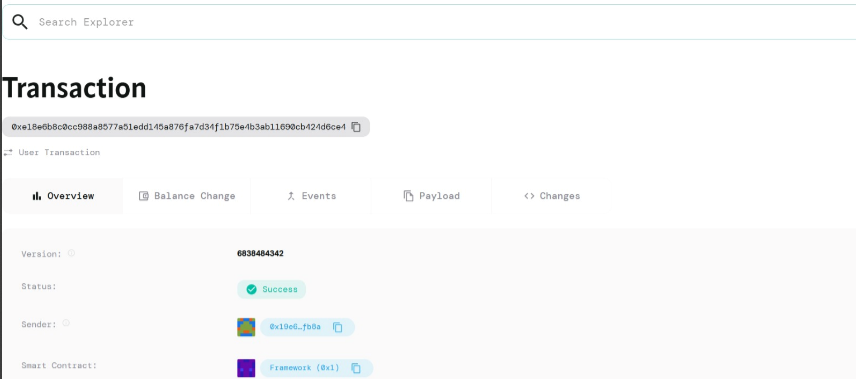 Search Explorer
Transaction
0xe18e6b8c0cc988a8577a51edd145a876fa7d34f1b75e4b3ab11690cb424d6ce4
User Transaction
Overview
Balance Change
Events
Payload
Changes
Version:
6838484342
Status:
Success
Sender:
0x19e6…fb0a
Smart Contract:
Framework (0x1)